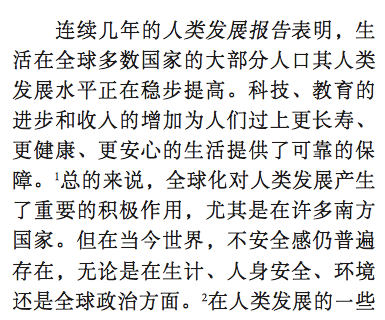 连续几年的人类发展报告表明，生
活在全球多数国家的大部分人口其人类
发展水平正在稳步提高。科技、教育的
进步和收入的增加为人们过上更长寿、
更健康、更安心的生活提供了可靠的保
障。¹总的来说，全球化对人类发展产生
了重要的积极作用，尤其是在许多南方
国家。但在当今世界，不安全感仍普遍
存在，无论是在生计、人身安全、环境
还是全球政治方面。²在人类发展的一些